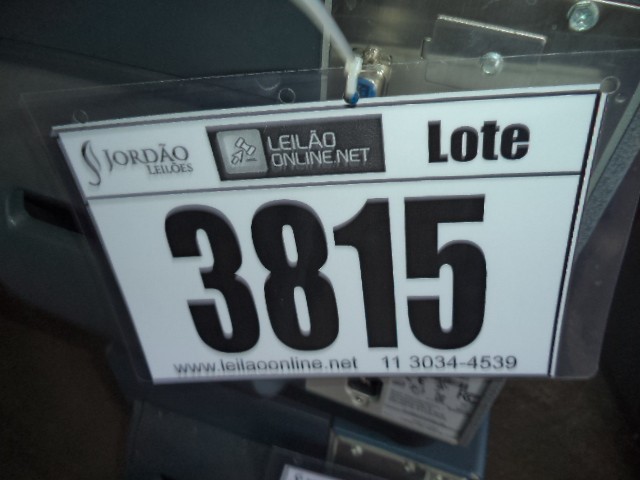 JORDÃO
LEILÕES
LEILÃO
ONLINE.NET
Lote
3815
www.leilaoonline.net 11 3034-4539